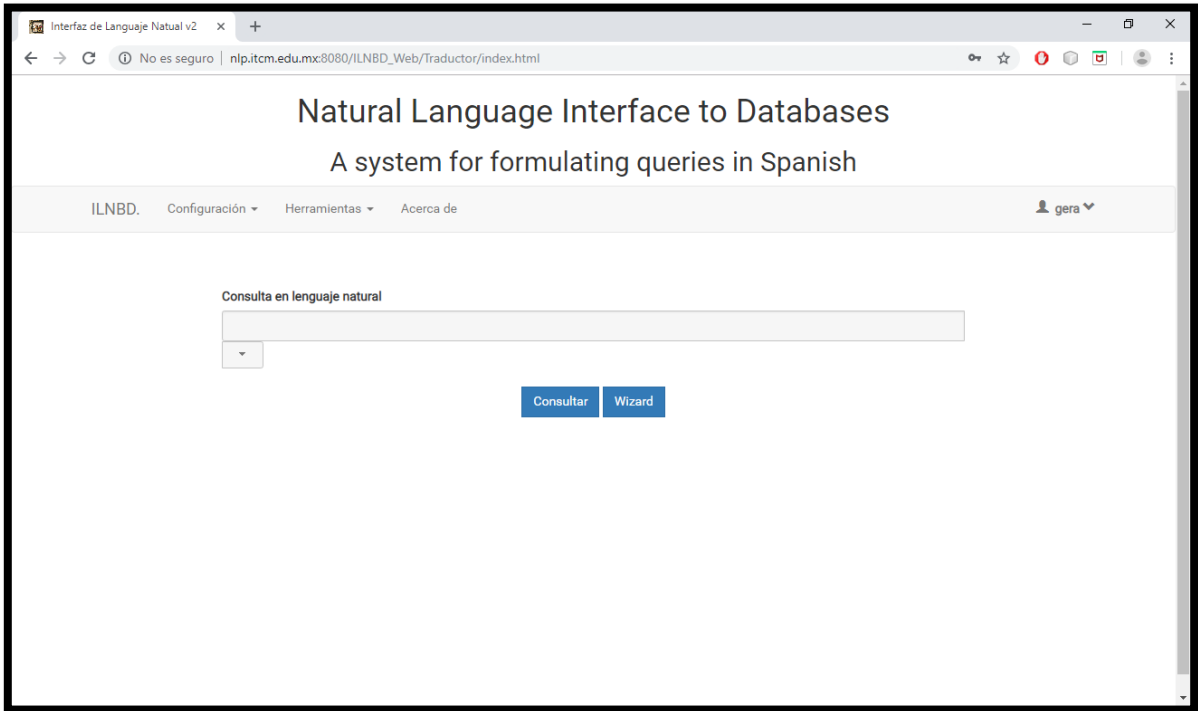 Interfaz de Languaje Natual v2
No es seguro | nlp.itcm.edu.mx:8080/ILNBD_Web/Traductor/index.html
Natural Language Interface to Databases
A system for formulating queries in Spanish
ILNBD. Configuración Herramientas Acerca de gera
Consulta en lenguaje natural
Consultar Wizard